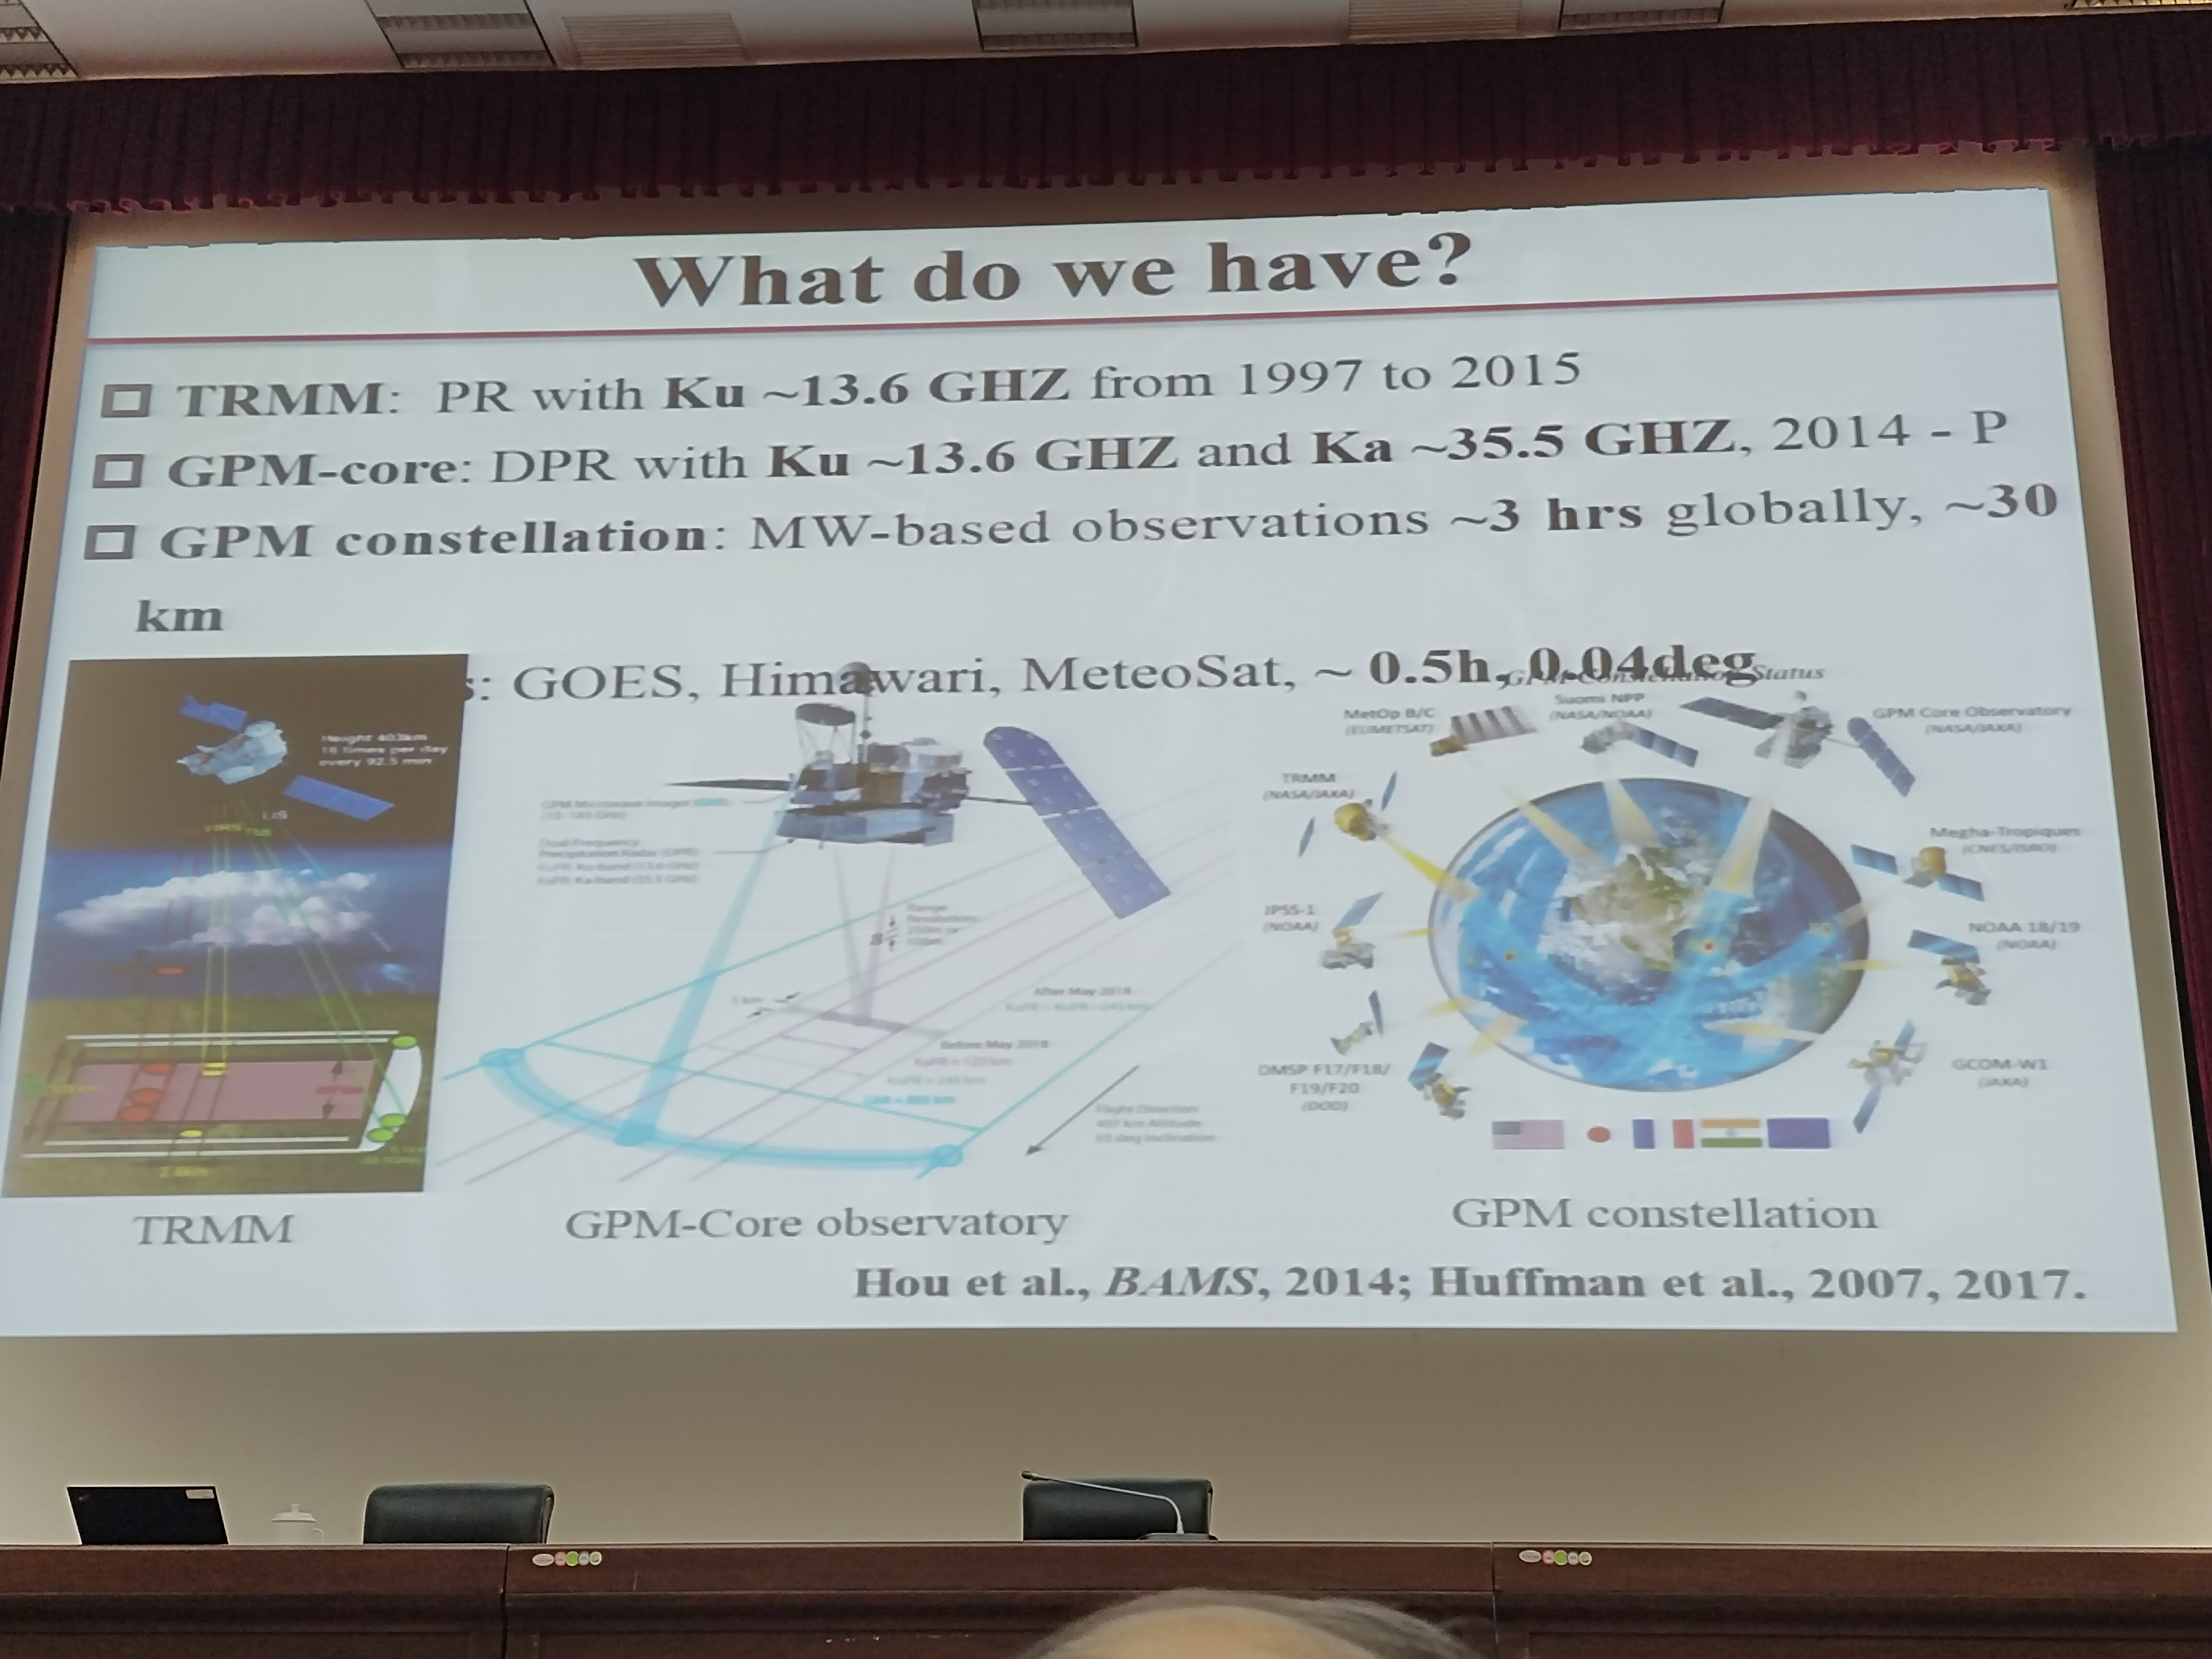 What do we have?
TRMM: PR with Ku ~13.6 GHZ from 1997 to 2015
GPM-core: DPR with Ku ~13.6 GHZ and Ka ~35.5 GHZ, 2014 - P
GPM constellation: MW-based observations ~3 hrs globally, ~30
km
s: GOES, Himawari, MeteoSat, ~ 0.5h, 0.04deg
Height 403km
16 times per day
every 92.5 min
LIS
VIRS TMI
GPM Microwave Imager (GMI)
(10 - 183 GHz)
Dual-Frequency
Precipitation Radar (DPR)
KuPR: Ku-band (13.6 GHz)
KaPR: Ka-band (35.5 GHz)
Range
Resolution
250m or
500m
5 km
After May 2018
Before May 2018
KaPR = 120 km
KuPR = 245 km
GMI = 885 km
Flight Direction
407 km Altitude
65 deg Inclination
GPM Constellation Status
Suomi NPP
(NASA/NOAA)
MetOp B/C
(EUMETSAT)
GPM Core Observatory
(NASA/JAXA)
TRMM
(NASA/JAXA)
Megha-Tropiques
(CNES/ISRO)
JPSS-1
(NOAA)
NOAA 18/19
(NOAA)
DMSP F17/F18/
F19/F20
(DOD)
GCOM-W1
(JAXA)
TRMM
GPM-Core observatory
GPM constellation
Hou et al., BAMS, 2014; Huffman et al., 2007, 2017.